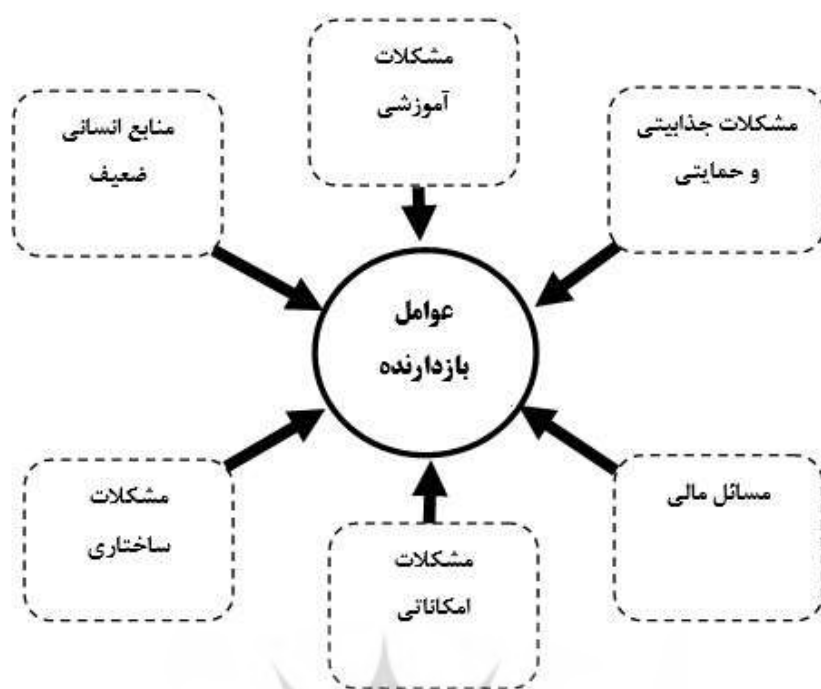 مشکلات
آموزشی
مشکلات جذابیتی
و حمایتی
منابع انسانی
ضعیف
عوامل
بازدارنده
مسائل مالی
مشکلات
ساختاری
مشکلات
امکاناتی